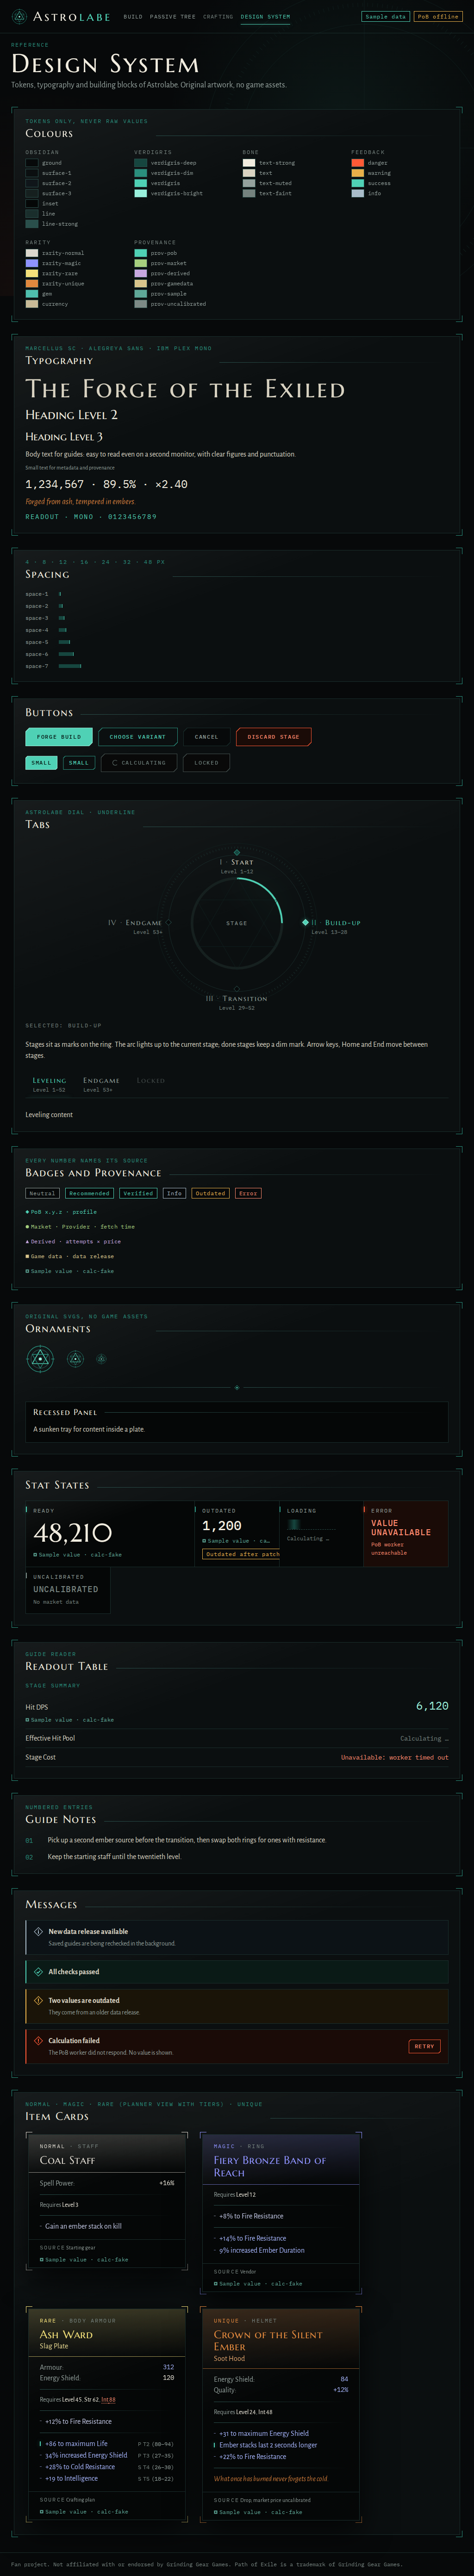 ASTROLABE BUILD PASSIVE TREE CRAFTING DESIGN SYSTEM Sample data PoB offline
REFERENCE
DESIGN SYSTEM
Tokens, typography and building blocks of Astrolabe. Original artwork, no game assets.
TOKENS ONLY, NEVER RAW VALUES
COLOURS
OBSIDIAN VERDIGRIS BONE FEEDBACK
ground verdigris-deep text-strong danger
surface-1 verdigris-dim text warning
surface-2 verdigris text-muted success
surface-3 verdigris-bright text-faint info
inset
line
line-strong
RARITY PROVENANCE
rarity-normal prov-pob
rarity-magic prov-market
rarity-rare prov-derived
rarity-unique prov-gamedata
gem prov-sample
currency prov-uncalibrated
MARCELLUS SC · ALEGREYA SANS · IBM PLEX MONO
TYPOGRAPHY
THE FORGE OF THE EXILED
HEADING LEVEL 2
HEADING LEVEL 3
Body text for guides: easy to read even on a second monitor, with clear figures and punctuation.
Small text for metadata and provenance
1,234,567 · 89.5% · ×2.40
Forged from ash, tempered in embers.
READOUT · MONO · 0123456789
4 · 8 · 12 · 16 · 24 · 32 · 48 PX
SPACING
space-1
space-2
space-3
space-4
space-5
space-6
space-7
BUTTONS
FORGE BUILD CHOOSE VARIANT CANCEL DISCARD STAGE
SMALL SMALL CALCULATING LOCKED
ASTROLABE DIAL · UNDERLINE
TABS
I · START
Level 1–12
STAGE
IV · ENDGAME
Level 53+
II · BUILD-UP
Level 13–28
III · TRANSITION
Level 29–52
SELECTED: BUILD-UP
Stages sit as marks on the ring. The arc lights up to the current stage; done stages keep a dim mark. Arrow keys, Home and End move between
stages.
LEVELING ENDGAME LOCKED
Level 1–52 Level 53+
Leveling content
EVERY NUMBER NAMES ITS SOURCE
BADGES AND PROVENANCE
Neutral Recommended Verified Info Outdated Error
PoB x.y.z · profile
Market · Provider · fetch time
Derived · attempts × price
Game data · data release
Sample value · calc-fake
ORIGINAL SVGS, NO GAME ASSETS
ORNAMENTS
RECESSED PANEL
A sunken tray for content inside a plate.
STAT STATES
READY OUTDATED LOADING ERROR
48,210 1,200 VALUE UNAVAILABLE
Sample value · calc-fake Sample value · ca… Calculating … PoB worker unreachable
Outdated after patch
UNCALIBRATED
UNCALIBRATED
No market data
GUIDE READER
READOUT TABLE
STAGE SUMMARY
Hit DPS 6,120
Sample value · calc-fake
Effective Hit Pool Calculating …
Stage Cost Unavailable: worker timed out
NUMBERED ENTRIES
GUIDE NOTES
01 Pick up a second ember source before the transition, then swap both rings for ones with resistance.
02 Keep the starting staff until the twentieth level.
MESSAGES
New data release available
Saved guides are being rechecked in the background.
All checks passed
Two values are outdated
They come from an older data release.
Calculation failed
The PoB worker did not respond. No value is shown.
RETRY
NORMAL · MAGIC · RARE (PLANNER VIEW WITH TIERS) · UNIQUE
ITEM CARDS
NORMAL · STAFF
COAL STAFF
Spell Power: +16%
Requires Level 3
Gain an ember stack on kill
SOURCE Starting gear
Sample value · calc-fake
MAGIC · RING
FIERY BRONZE BAND OF
REACH
Requires Level 12
+8% to Fire Resistance
+14% to Fire Resistance
9% increased Ember Duration
SOURCE Vendor
Sample value · calc-fake
RARE · BODY ARMOUR
ASH WARD
Slag Plate
Armour: 312
Energy Shield: 120
Requires Level 45, Str 62, Int 88
+12% to Fire Resistance
+86 to maximum Life P T2 (80–94)
34% increased Energy Shield P T3 (27–35)
+28% to Cold Resistance S T4 (26–30)
+19 to Intelligence S T5 (18–22)
SOURCE Crafting plan
Sample value · calc-fake
UNIQUE · HELMET
CROWN OF THE SILENT
EMBER
Soot Hood
Energy Shield: 84
Quality: +12%
Requires Level 24, Int 48
+31 to maximum Energy Shield
Ember stacks last 2 seconds longer
+22% to Fire Resistance
What once has burned never forgets the cold.
SOURCE Drop, market price uncalibrated
Sample value · calc-fake
Fan project. Not affiliated with or endorsed by Grinding Gear Games. Path of Exile is a trademark of Grinding Gear Games.